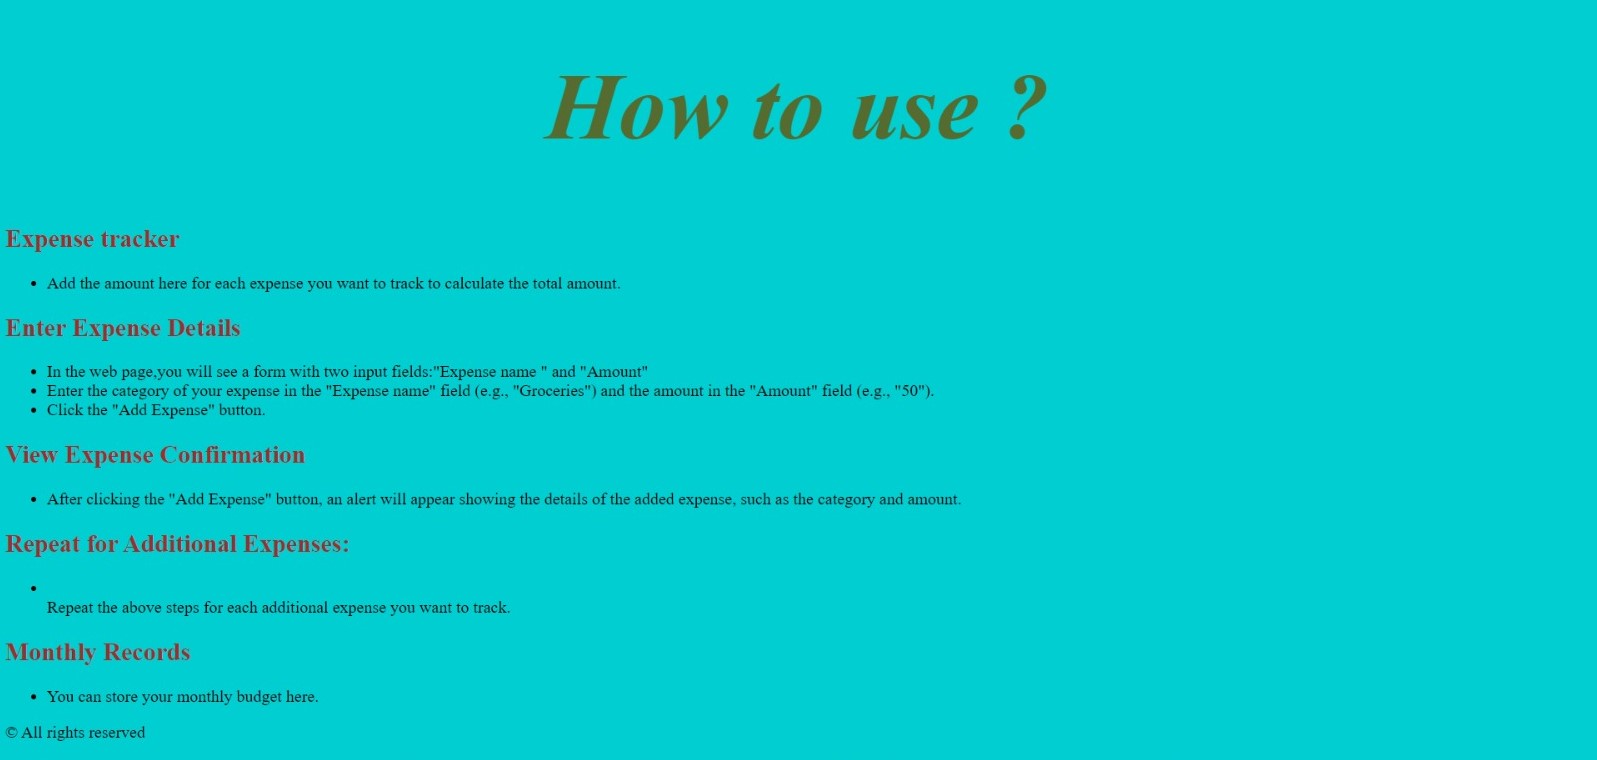 How to use ?
Expense tracker
Add the amount here for each expense you want to track to calculate the total amount.
Enter Expense Details
In the web page,you will see a form with two input fields:"Expense name " and "Amount"
Enter the category of your expense in the "Expense name" field (e.g., "Groceries") and the amount in the "Amount" field (e.g., "50").
Click the "Add Expense" button.
View Expense Confirmation
After clicking the "Add Expense" button, an alert will appear showing the details of the added expense, such as the category and amount.
Repeat for Additional Expenses:
Repeat the above steps for each additional expense you want to track.
Monthly Records
You can store your monthly budget here.
© All rights reserved